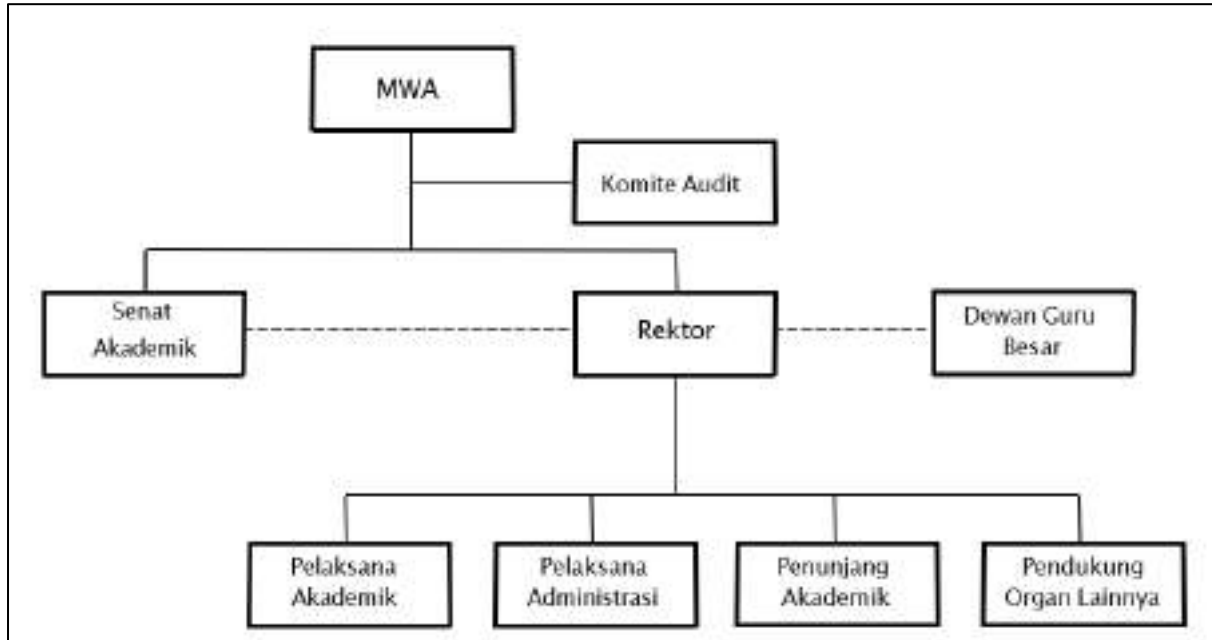 MWA
Komite Audit
Senat
Akademik
Rektor
Dewan Guru
Besar
Pelaksana
Akademik
Pelaksana
Administrasi
Penunjang
Akademik
Pendukung
Organ Lainnya